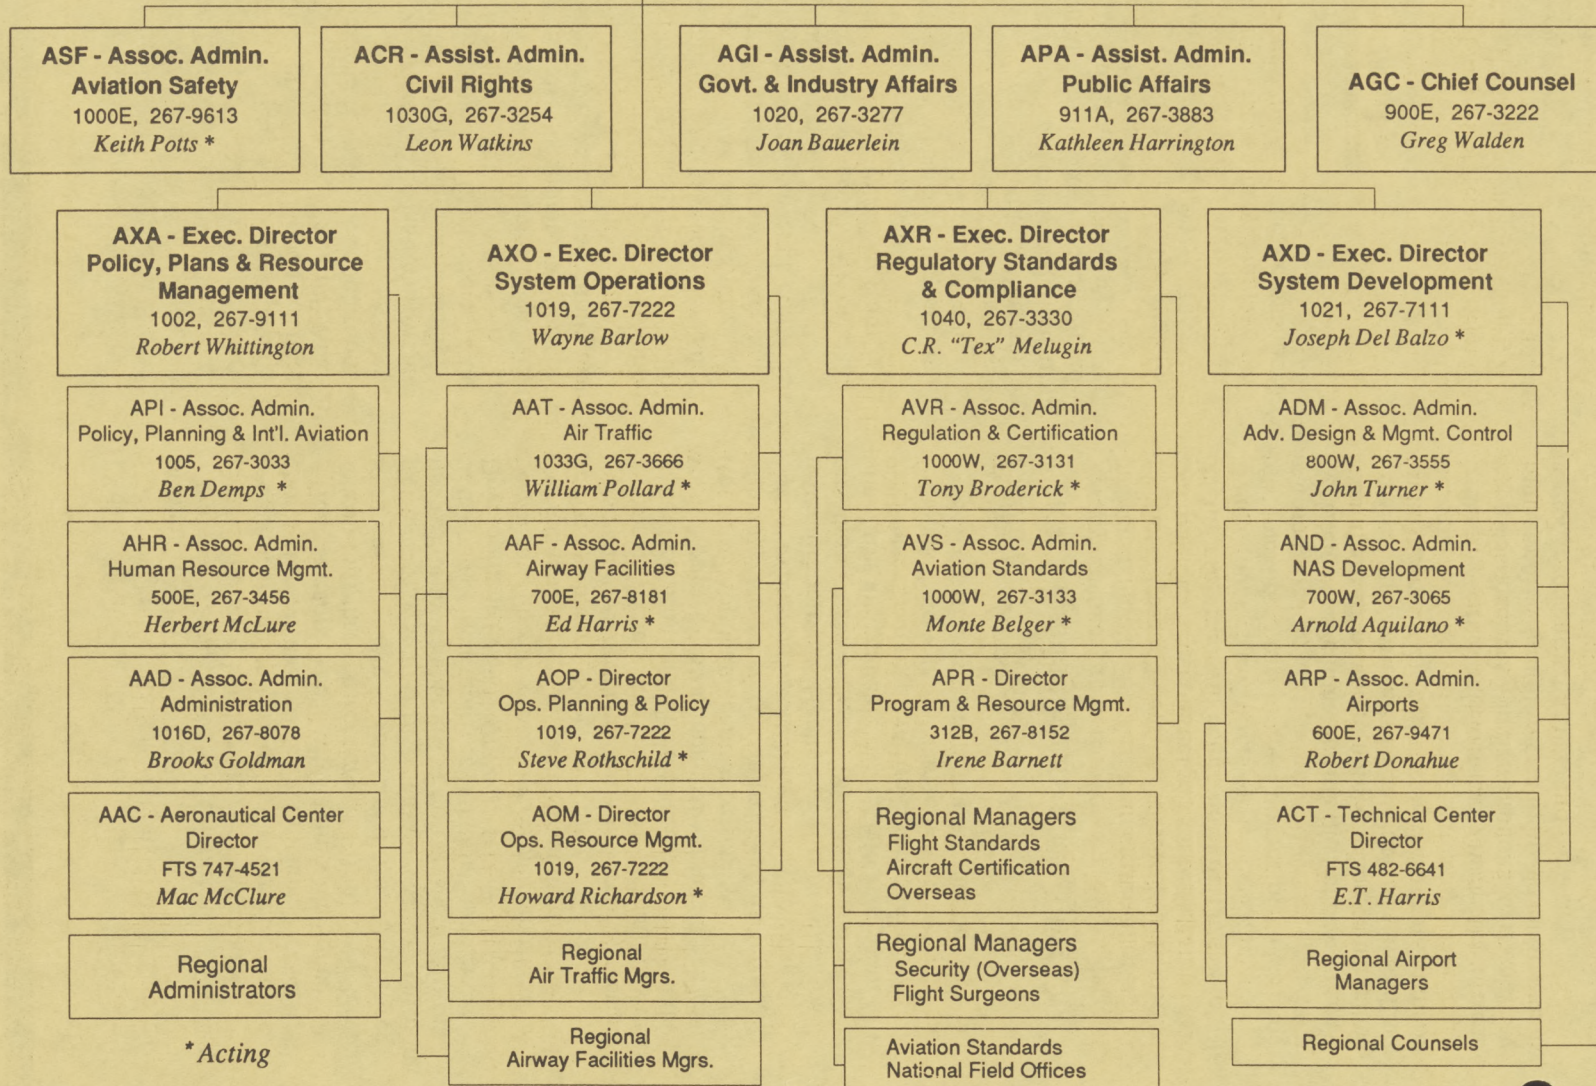 ASF - Assoc. Admin.
Aviation Safety
1000E, 267-9613
Keith Potts *
ACR - Assist. Admin.
Civil Rights
1030G, 267-3254
Leon Watkins
AGI - Assist. Admin.
Govt. & Industry Affairs
1020, 267-3277
Joan Bauerlein
APA - Assist. Admin.
Public Affairs
911A, 267-3883
Kathleen Harrington
AGC - Chief Counsel
900E, 267-3222
Greg Walden
AXA - Exec. Director
Policy, Plans & Resource
Management
1002, 267-9111
Robert Whittington
API - Assoc. Admin.
Policy, Planning & Int'l. Aviation
1005, 267-3033
Ben Demps *
AHR - Assoc. Admin.
Human Resource Mgmt.
500E, 267-3456
Herbert McLure
AAD - Assoc. Admin.
Administration
1016D, 267-8078
Brooks Goldman
AAC - Aeronautical Center
Director
FTS 747-4521
Mac McClure
Regional
Administrators
* Acting
AXO - Exec. Director
System Operations
1019, 267-7222
Wayne Barlow
AAT - Assoc. Admin.
Air Traffic
1033G, 267-3666
William Pollard *
AAF - Assoc. Admin.
Airway Facilities
700E, 267-8181
Ed Harris *
AOP - Director
Ops. Planning & Policy
1019, 267-7222
Steve Rothschild *
AOM - Director
Ops. Resource Mgmt.
1019, 267-7222
Howard Richardson *
Regional
Air Traffic Mgrs.
Regional
Airway Facilities Mgrs.
AXR - Exec. Director
Regulatory Standards
& Compliance
1040, 267-3330
C.R. “Tex” Melugin
AVR - Assoc. Admin.
Regulation & Certification
1000W, 267-3131
Tony Broderick *
AVS - Assoc. Admin.
Aviation Standards
1000W, 267-3133
Monte Belger *
APR - Director
Program & Resource Mgmt.
312B, 267-8152
Irene Barnett
Regional Managers
Flight Standards
Aircraft Certification
Overseas
Regional Managers
Security (Overseas)
Flight Surgeons
Aviation Standards
National Field Offices
AXD - Exec. Director
System Development
1021, 267-7111
Joseph Del Balzo *
ADM - Assoc. Admin.
Adv. Design & Mgmt. Control
800W, 267-3555
John Turner *
AND - Assoc. Admin.
NAS Development
700W, 267-3065
Arnold Aquilano *
ARP - Assoc. Admin.
Airports
600E, 267-9471
Robert Donahue
ACT - Technical Center
Director
FTS 482-6641
E.T. Harris
Regional Airport
Managers
Regional Counsels